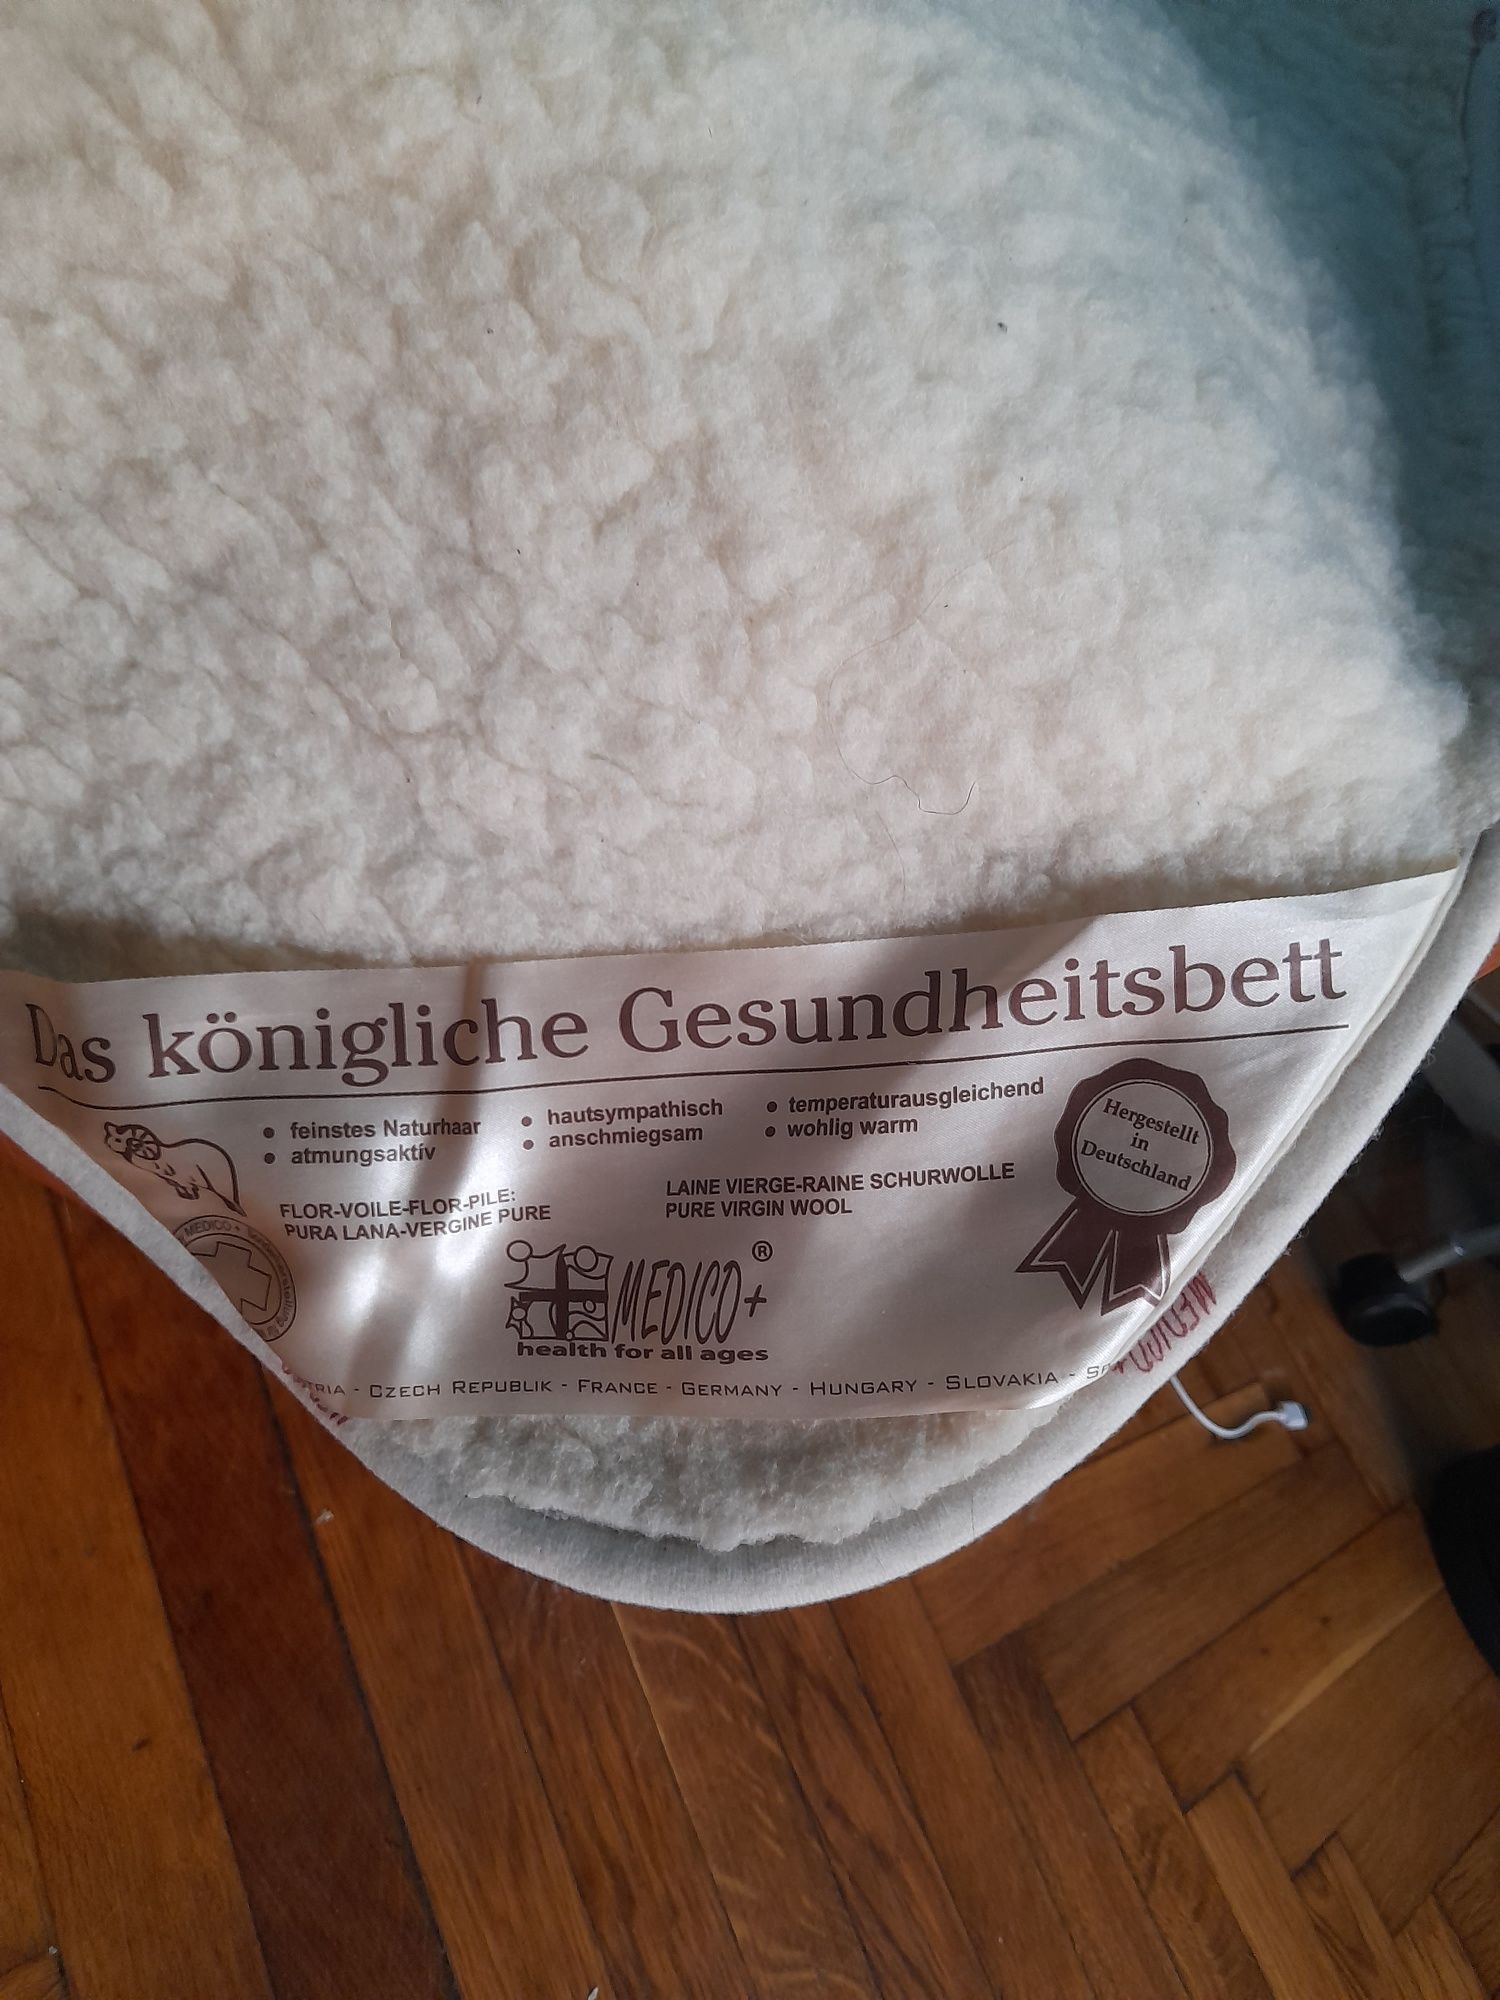 Das königliche Gesundheitsbett
• feinstes Naturhaar
• atmungsaktiv
• hautsympathisch
• anschmiegsam
• temperaturausgleichend
• wohlig warm
Hergestellt
in
Deutschland
FLOR-VOILE-FLOR-PILE:
PURA LANA-VERGINE PURE
LAINE VIERGE-RAINE SCHURWOLLE
PURE VIRGIN WOOL
MEDICO +
MEDICO+®
health for all ages
- CZECH REPUBLIK - FRANCE - GERMANY - HUNGARY - SLOVAKIA -
MEDICO+